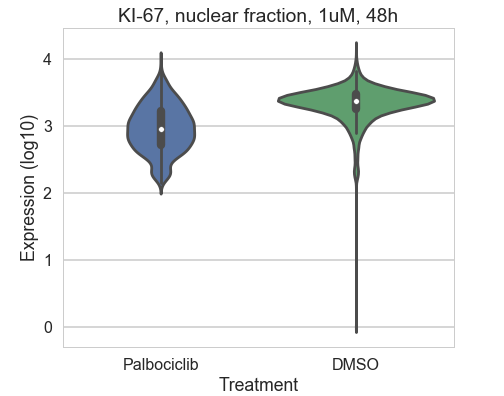 KI-67, nuclear fraction, 1uM, 48h
Expression (log10)
4
3
2
1
0
Palbociclib
DMSO
Treatment